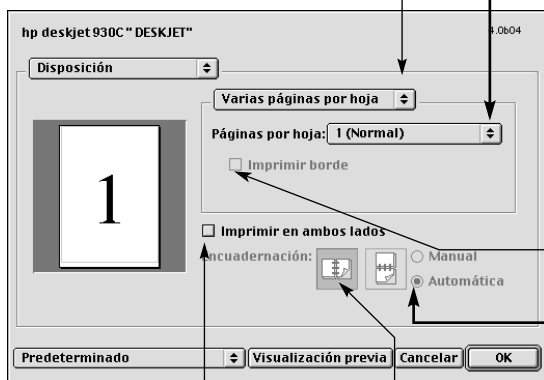 hp deskjet 930C " DESKJET"
4.0b04
Disposición
Varias páginas por hoja
Páginas por hoja: 1 (Normal)
Imprimir borde
1
Imprimir en ambos lados
Encuadernación:
Manual
Automática
Predeterminado
Visualización previa
Cancelar
OK